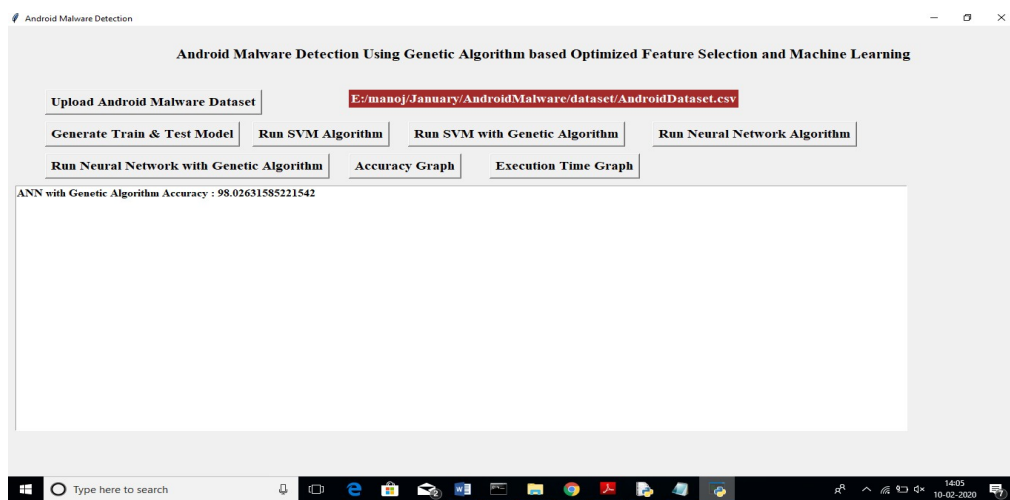 Android Malware Detection
Android Malware Detection Using Genetic Algorithm based Optimized Feature Selection and Machine Learning
Upload Android Malware Dataset
E:/manoj/January/AndroidMalware/dataset/AndroidDataset.csv
Generate Train & Test Model
Run SVM Algorithm
Run SVM with Genetic Algorithm
Run Neural Network Algorithm
Run Neural Network with Genetic Algorithm
Accuracy Graph
Execution Time Graph
ANN with Genetic Algorithm Accuracy : 98.02631585221542
Type here to search
14:05
10-02-2020